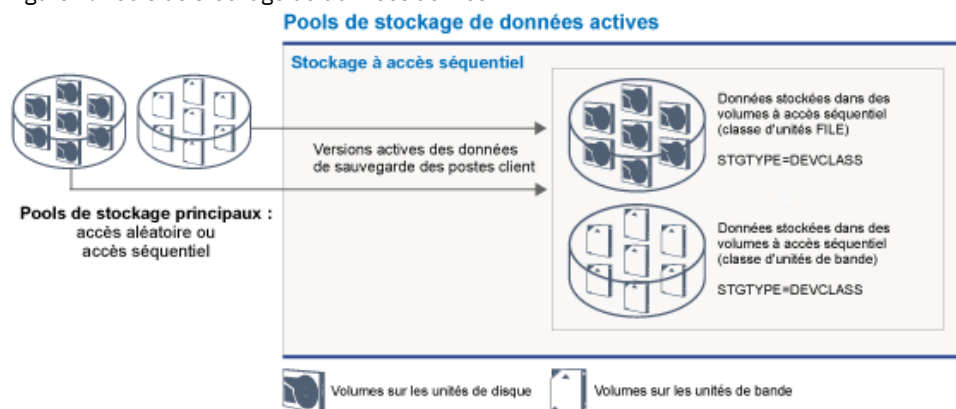 Pools de stockage de données actives
Stockage à accès séquentiel
Données stockées dans des
volumes à accès séquentiel
(classe d'unités FILE)
STGTYPE=DEVCLASS
Versions actives des données
de sauvegarde des postes client
Pools de stockage principaux :
accès aléatoire ou
accès séquentiel
Données stockées dans des
volumes à accès séquentiel
(classe d'unités de bande)
STGTYPE=DEVCLASS
Volumes sur les unités de disque
Volumes sur les unités de bande